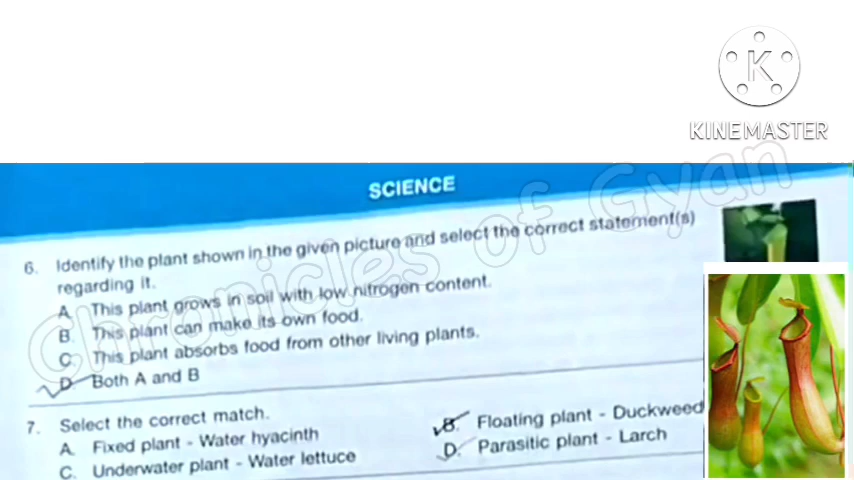 K
KINEMASTER
Chronicles of Gyan
SCIENCE
6. Identify the plant shown in the given picture and select the correct statement(s)
regarding it.
A. This plant grows in soil with low nitrogen content.
B. This plant can make its own food.
C. This plant absorbs food from other living plants.
D. Both A and B
7. Select the correct match.
A. Fixed plant - Water hyacinth
B. Floating plant - Duckweed
C. Underwater plant - Water lettuce
D. Parasitic plant - Larch